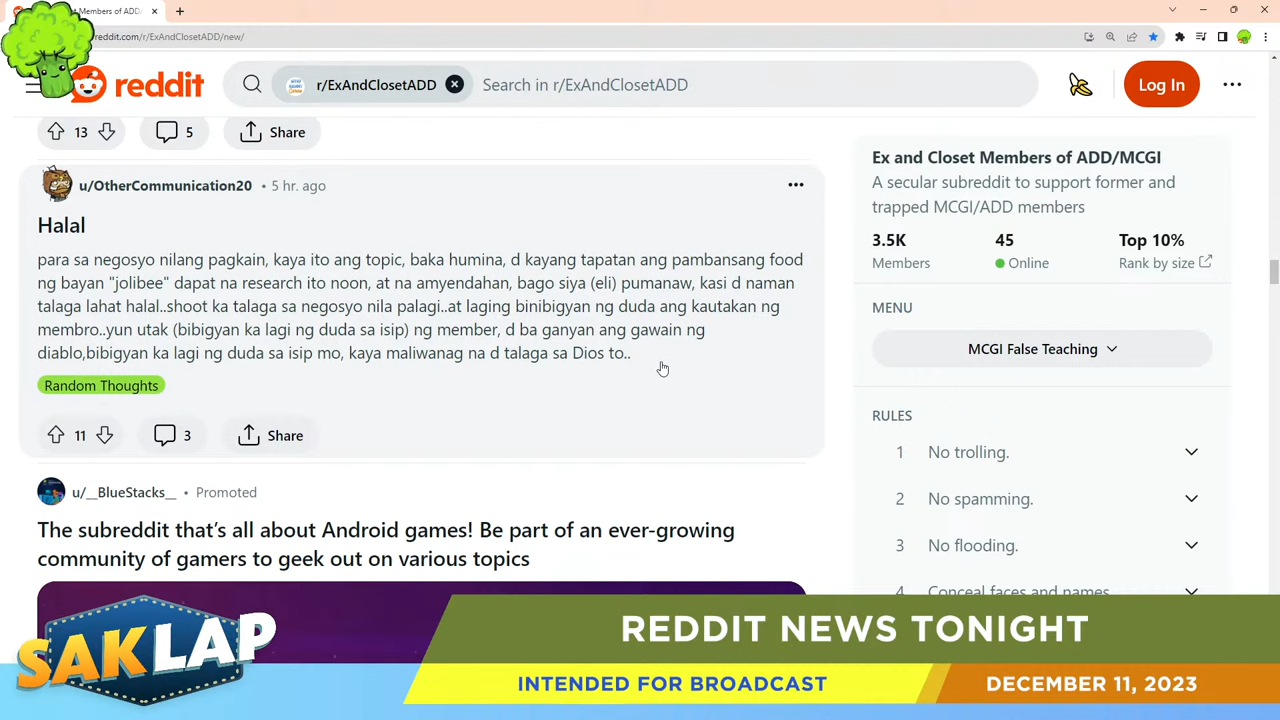 Members of ADD/
reddit.com/r/ExAndClosetADD/new/
reddit
r/ExAndClosetADD
Search in r/ExAndClosetADD
Log In
13
5
Share
u/OtherCommunication20 • 5 hr. ago
Halal
para sa negosyo nilang pagkain, kaya ito ang topic, baka humina, d kayang tapatan ang pambansang food
ng bayan "jolibee" dapat na research ito noon, at na amyendahan, bago siya (eli) pumanaw, kasi d naman
talaga lahat halal..shoot ka talaga sa negosyo nila palagi..at laging binibigyan ng duda ang kautakan ng
membro..yun utak (bibigyan ka lagi ng duda sa isip) ng member, d ba ganyan ang gawain ng
diablo,bibigyan ka lagi ng duda sa isip mo, kaya maliwanag na d talaga sa Dios to..
Random Thoughts
11
3
Share
u/__BlueStacks__ • Promoted
The subreddit that's all about Android games! Be part of an ever-growing
community of gamers to geek out on various topics
Ex and Closet Members of ADD/MCGI
A secular subreddit to support former and
trapped MCGI/ADD members
3.5K
45
Top 10%
Members
Online
Rank by size
MENU
MCGI False Teaching
RULES
1 No trolling.
2 No spamming.
3 No flooding.
4 Conceal faces and names.
SAKLAP
REDDIT NEWS TONIGHT
INTENDED FOR BROADCAST
DECEMBER 11, 2023